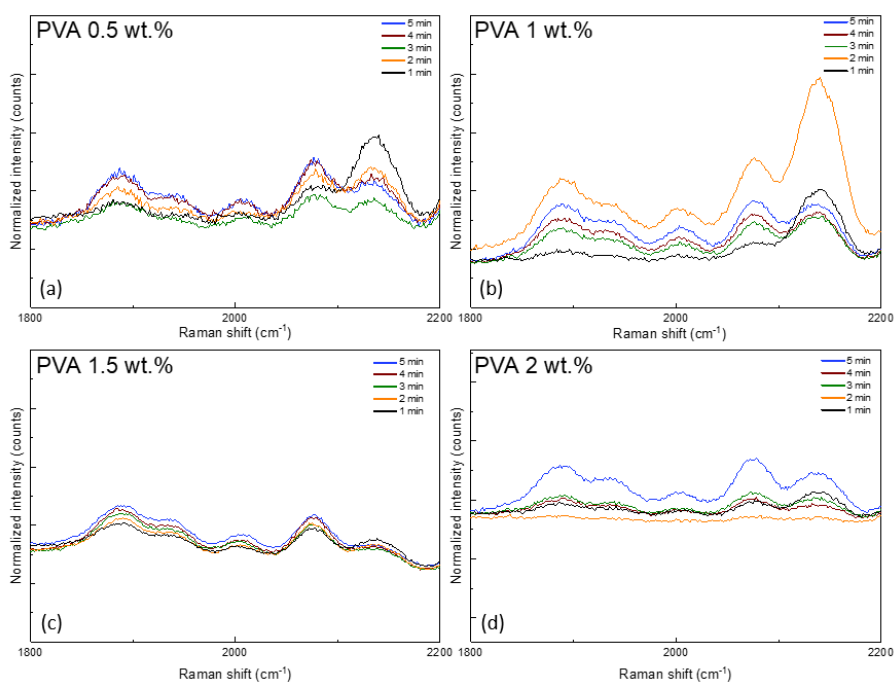 PVA 0.5 wt.%
5 min
4 min
3 min
2 min
1 min
Normalized intensity (counts)
(a)
1800
2000
2200
Raman shift (cm-1)
PVA 1 wt.%
5 min
4 min
3 min
2 min
1 min
Normalized intensity (counts)
(b)
1800
2000
2200
Raman shift (cm-1)
PVA 1.5 wt.%
5 min
4 min
3 min
2 min
1 min
Normalized intensity (counts)
(c)
1800
2000
2200
Raman shift (cm-1)
PVA 2 wt.%
5 min
4 min
3 min
2 min
1 min
Normalized intensity (counts)
(d)
1800
2000
2200
Raman shift (cm-1)